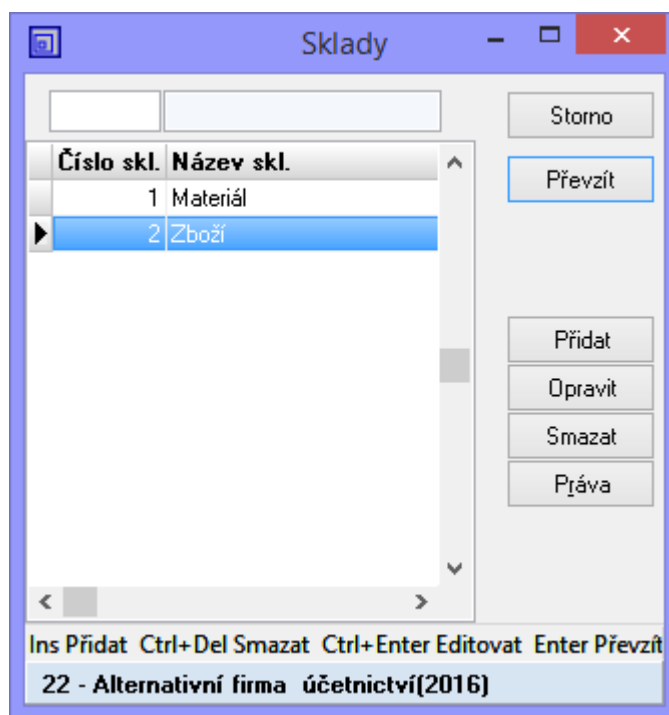 Sklady
Storno
Číslo skl. Název skl.
Převzít
1 Materiál
2 Zboží
Přidat
Opravit
Smazat
Práva
Ins Přidat Ctrl+Del Smazat Ctrl+Enter Editovat Enter Převzít
22 - Alternativní firma účetnictví(2016)